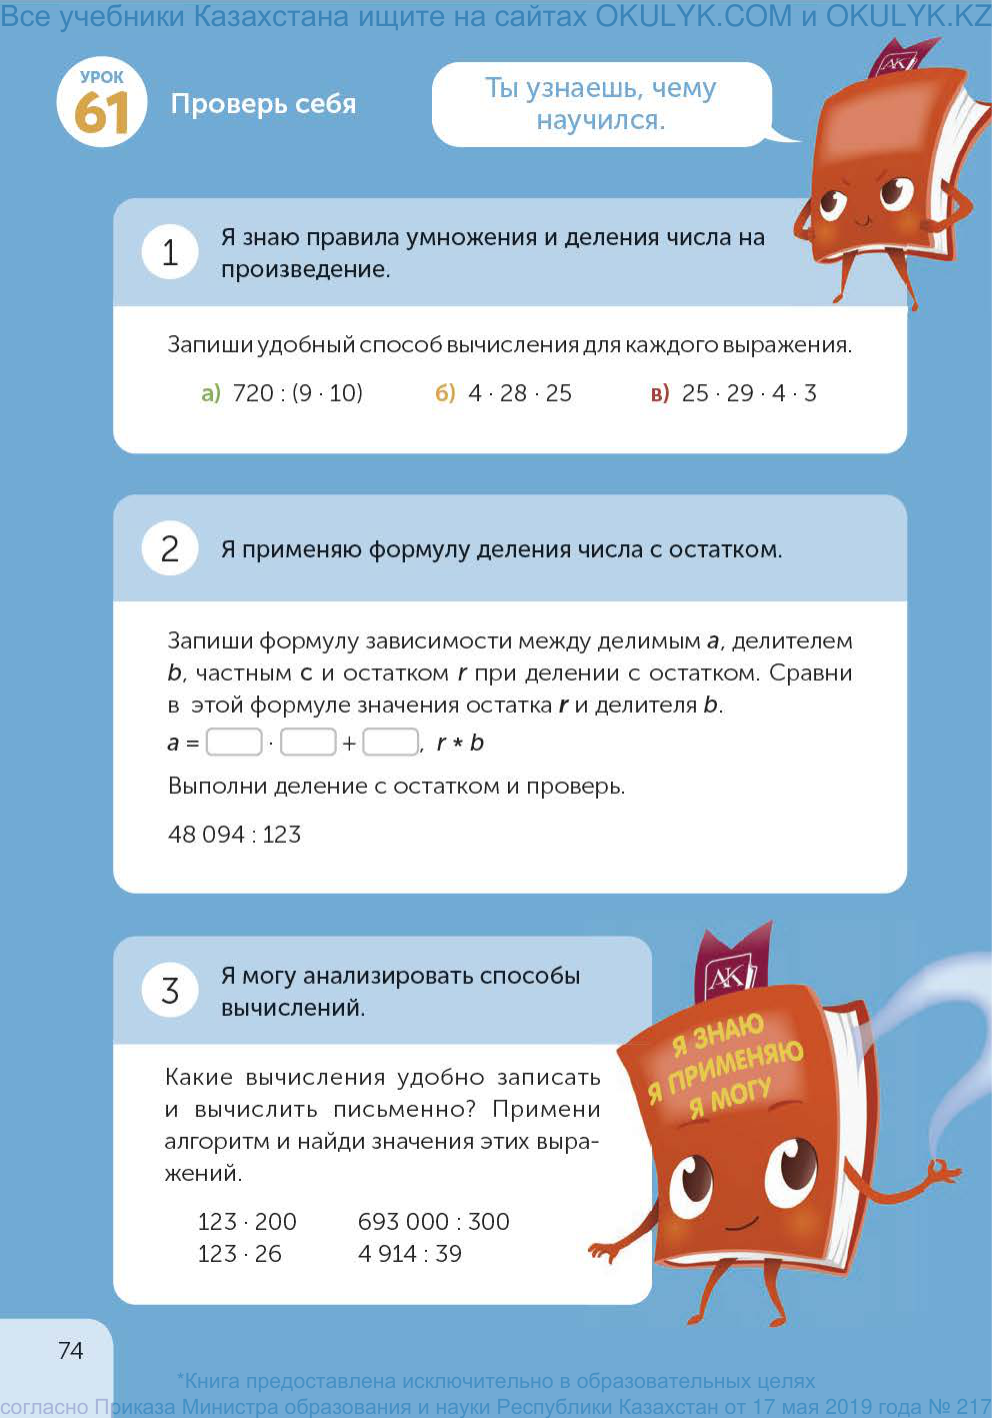 Все учебники Казахстана ищите на сайтах OKULYK.COM и OKULYK.KZ
УРОК
61
Проверь себя
Ты узнаешь, чему
научился.
АК
1
Я знаю правила умножения и деления числа на
произведение.
Запиши удобный способ вычисления для каждого выражения.
а) 720 : (9 · 10) б) 4 · 28 · 25 в) 25 · 29 · 4 · 3
2
Я применяю формулу деления числа с остатком.
Запиши формулу зависимости между делимым a, делителем
b, частным с и остатком r при делении с остатком. Сравни
в этой формуле значения остатка r и делителя b.
a = · + , r * b
Выполни деление с остатком и проверь.
48 094 : 123
3
Я могу анализировать способы
вычислений.
АК
Я ЗНАЮ
Я ПРИМЕНЯЮ
Я МОГУ
Какие вычисления удобно записать
и вычислить письменно? Примени
алгоритм и найди значения этих выра-
жений.
123 · 200 693 000 : 300
123 · 26 4 914 : 39
74
*Книга предоставлена исключительно в образовательных целях
согласно Приказа Министра образования и науки Республики Казахстан от 17 мая 2019 года № 217